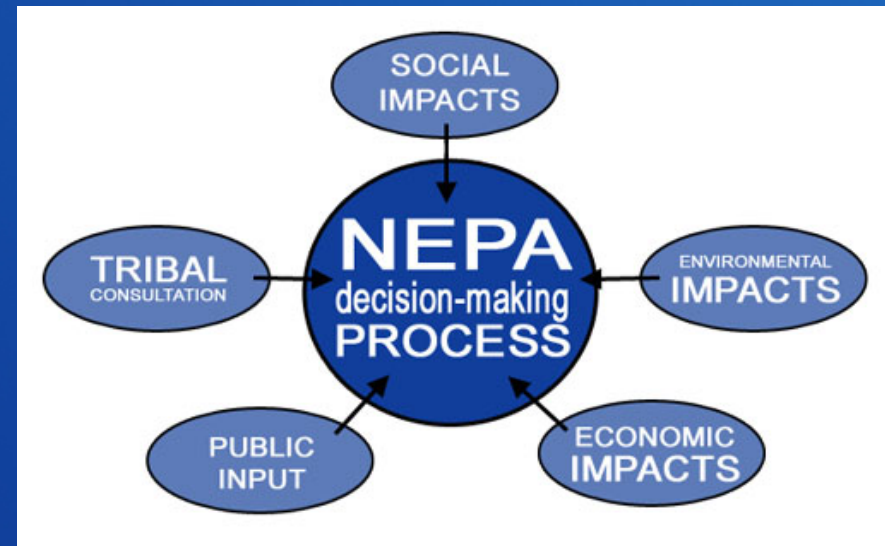 SOCIAL
IMPACTS
NEPA
decision-making
PROCESS
TRIBAL
CONSULTATION
ENVIRONMENTAL
IMPACTS
PUBLIC
INPUT
ECONOMIC
IMPACTS